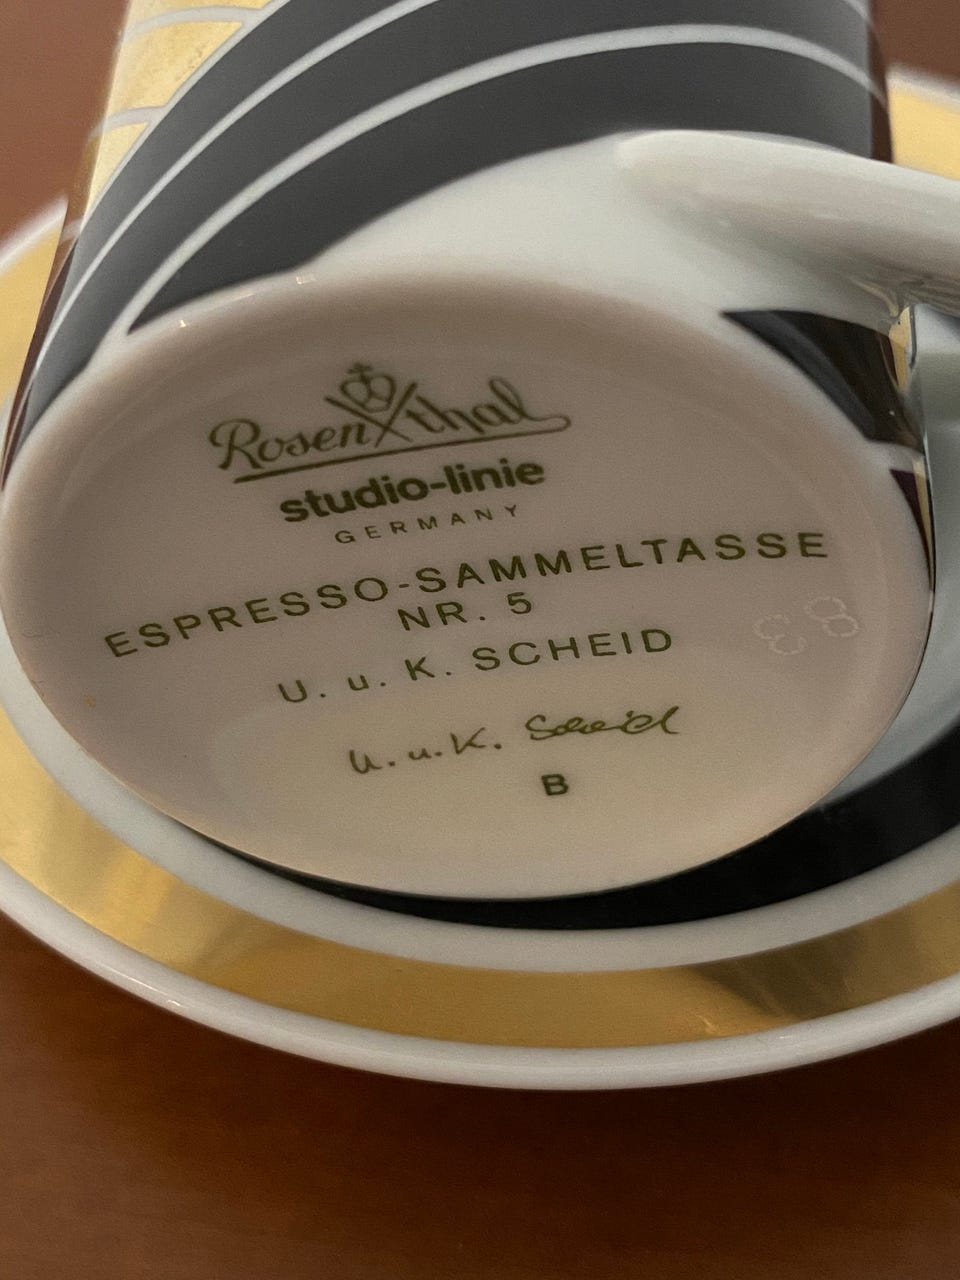 Rosenthal
studio-linie
GERMANY
ESPRESSO-SAMMELTASSE
NR. 5
U. u. K. SCHEID
U. u. K. Scheid
B